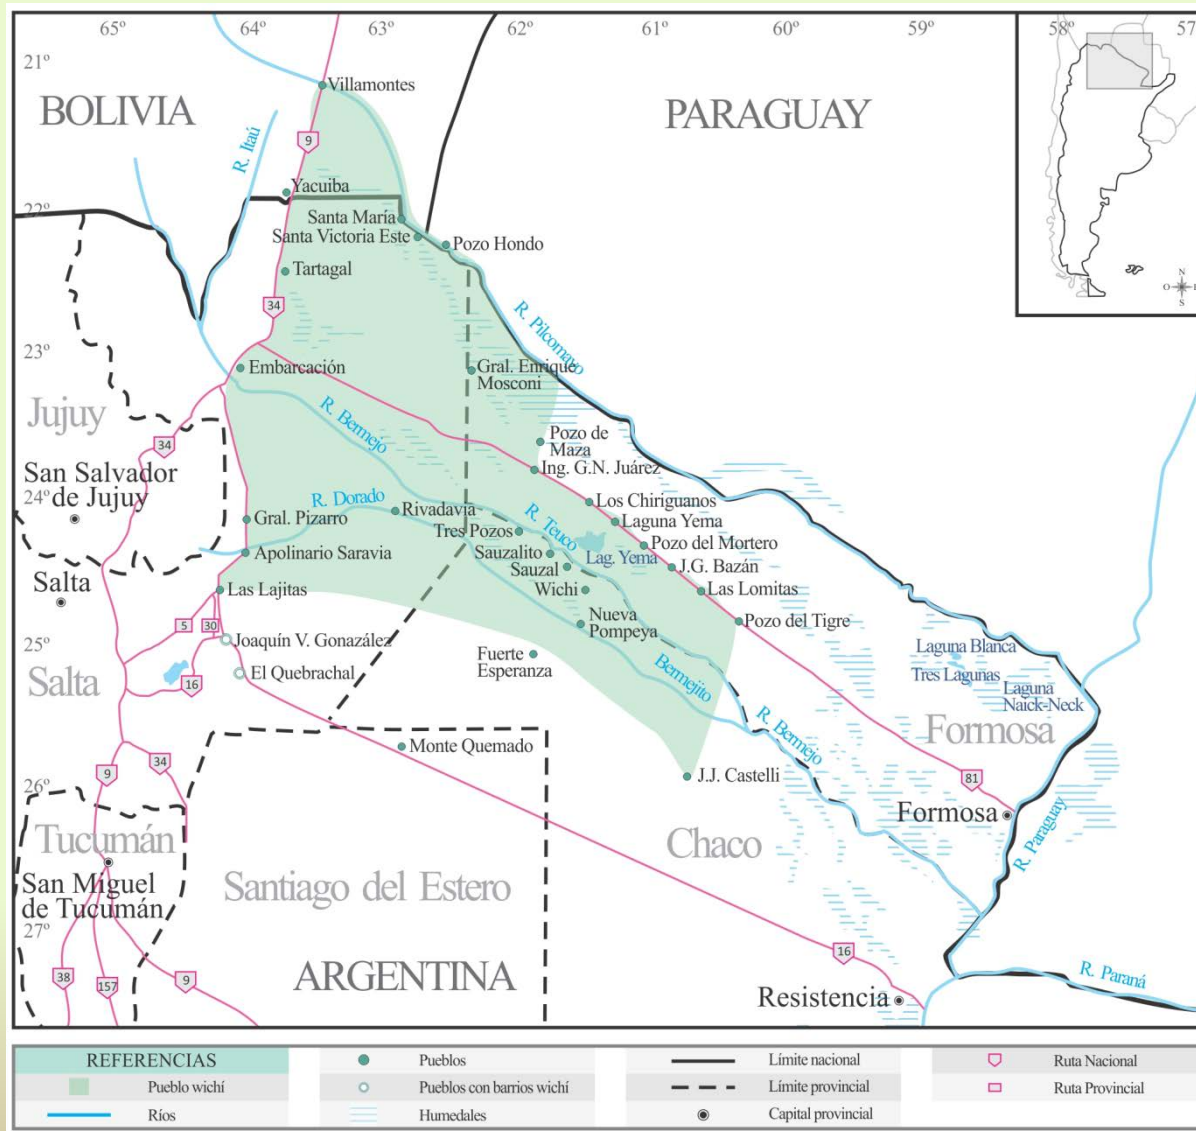 65º 64º 63º 62º 61º 60º 59º 58º 57
21º
22º
23º
24º
25º
26º
27º
BOLIVIA
PARAGUAY
ARGENTINA
Villamontes
R. Itaú
9
Yacuiba
Santa María
Santa Victoria Este
Pozo Hondo
Tartagal
34
R. Pilcomayo
Embarcación
Gral. Enrique
Mosconi
Jujuy
R. Bermejo
34
Pozo de
Maza
Ing. G.N. Juárez
San Salvador
de Jujuy
R. Dorado
Rivadavia
Los Chiriguanos
Gral. Pizarro
Tres Pozos
R. Teuco
Laguna Yema
Pozo del Mortero
Apolinario Saravia
Sauzalito
Lag. Yema
J.G. Bazán
Sauzal
Salta
Las Lajitas
Wichi
Las Lomitas
5
30
Nueva
Pompeya
Pozo del Tigre
Joaquín V. Gonazález
Fuerte
Esperanza
Laguna Blanca
Salta
16
El Quebrachal
Bermejito
Tres Lagunas
Laguna
Naick-Neck
R. Bermejo
Formosa
Monte Quemado
9
34
J.J. Castelli
81
Formosa
Tucumán
Chaco
R. Paraguay
San Miguel
de Tucumán
Santiago del Estero
16
38
157
9
R. Paraná
Resistencia
N
O E
S
REFERENCIAS
Pueblo wichí
Ríos
Pueblos
Pueblos con barrios wichí
Humedales
Límite nacional
Límite provincial
Capital provincial
Ruta Nacional
Ruta Provincial